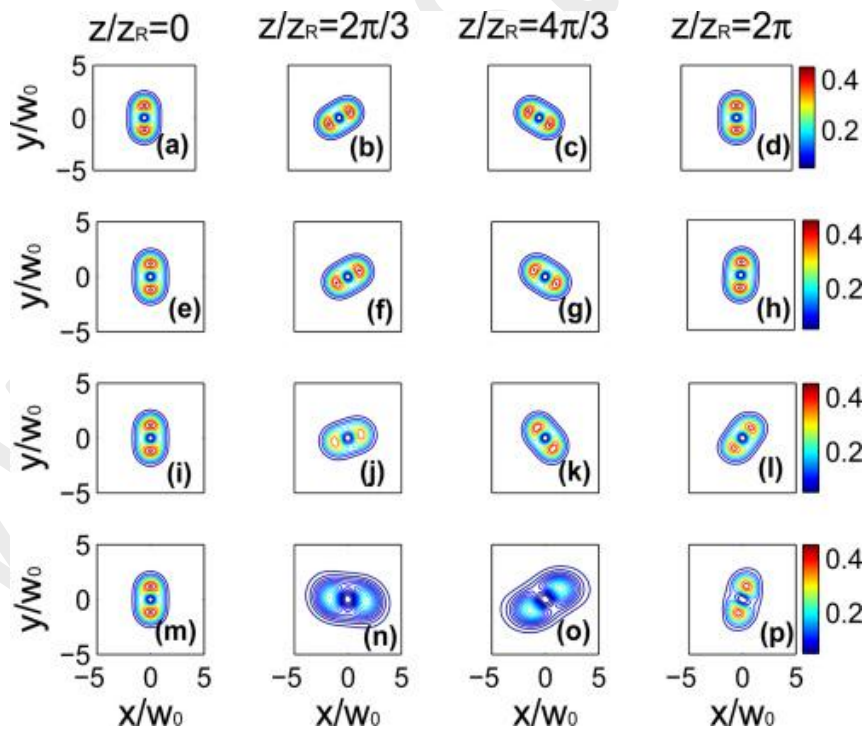 z/zR=0 z/zR=2π/3 z/zR=4π/3 z/zR=2π
5 0.4
y/w0 0 0.2
−5 (a) (b) (c) (d)
5 0.4
y/w0 0 0.2
−5 (e) (f) (g) (h)
5 0.4
y/w0 0 0.2
−5 (i) (j) (k) (l)
5 0.4
y/w0 0 0.2
−5 (m) (n) (o) (p)
−5 0 5 −5 0 5 −5 0 5 −5 0 5
x/w0 x/w0 x/w0 x/w0